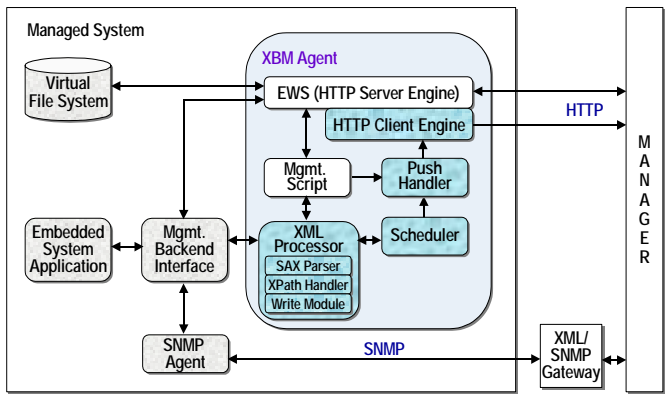 Managed System
XBM Agent
Virtual
File System
EWS (HTTP Server Engine)
HTTP Client Engine
HTTP
Mgmt.
Script
Push
Handler
Embedded
System
Application
Mgmt.
Backend
Interface
XML
Processor
SAX Parser
XPath Handler
Write Module
Scheduler
SNMP
Agent
SNMP
XML/
SNMP
Gateway
M
A
N
A
G
E
R